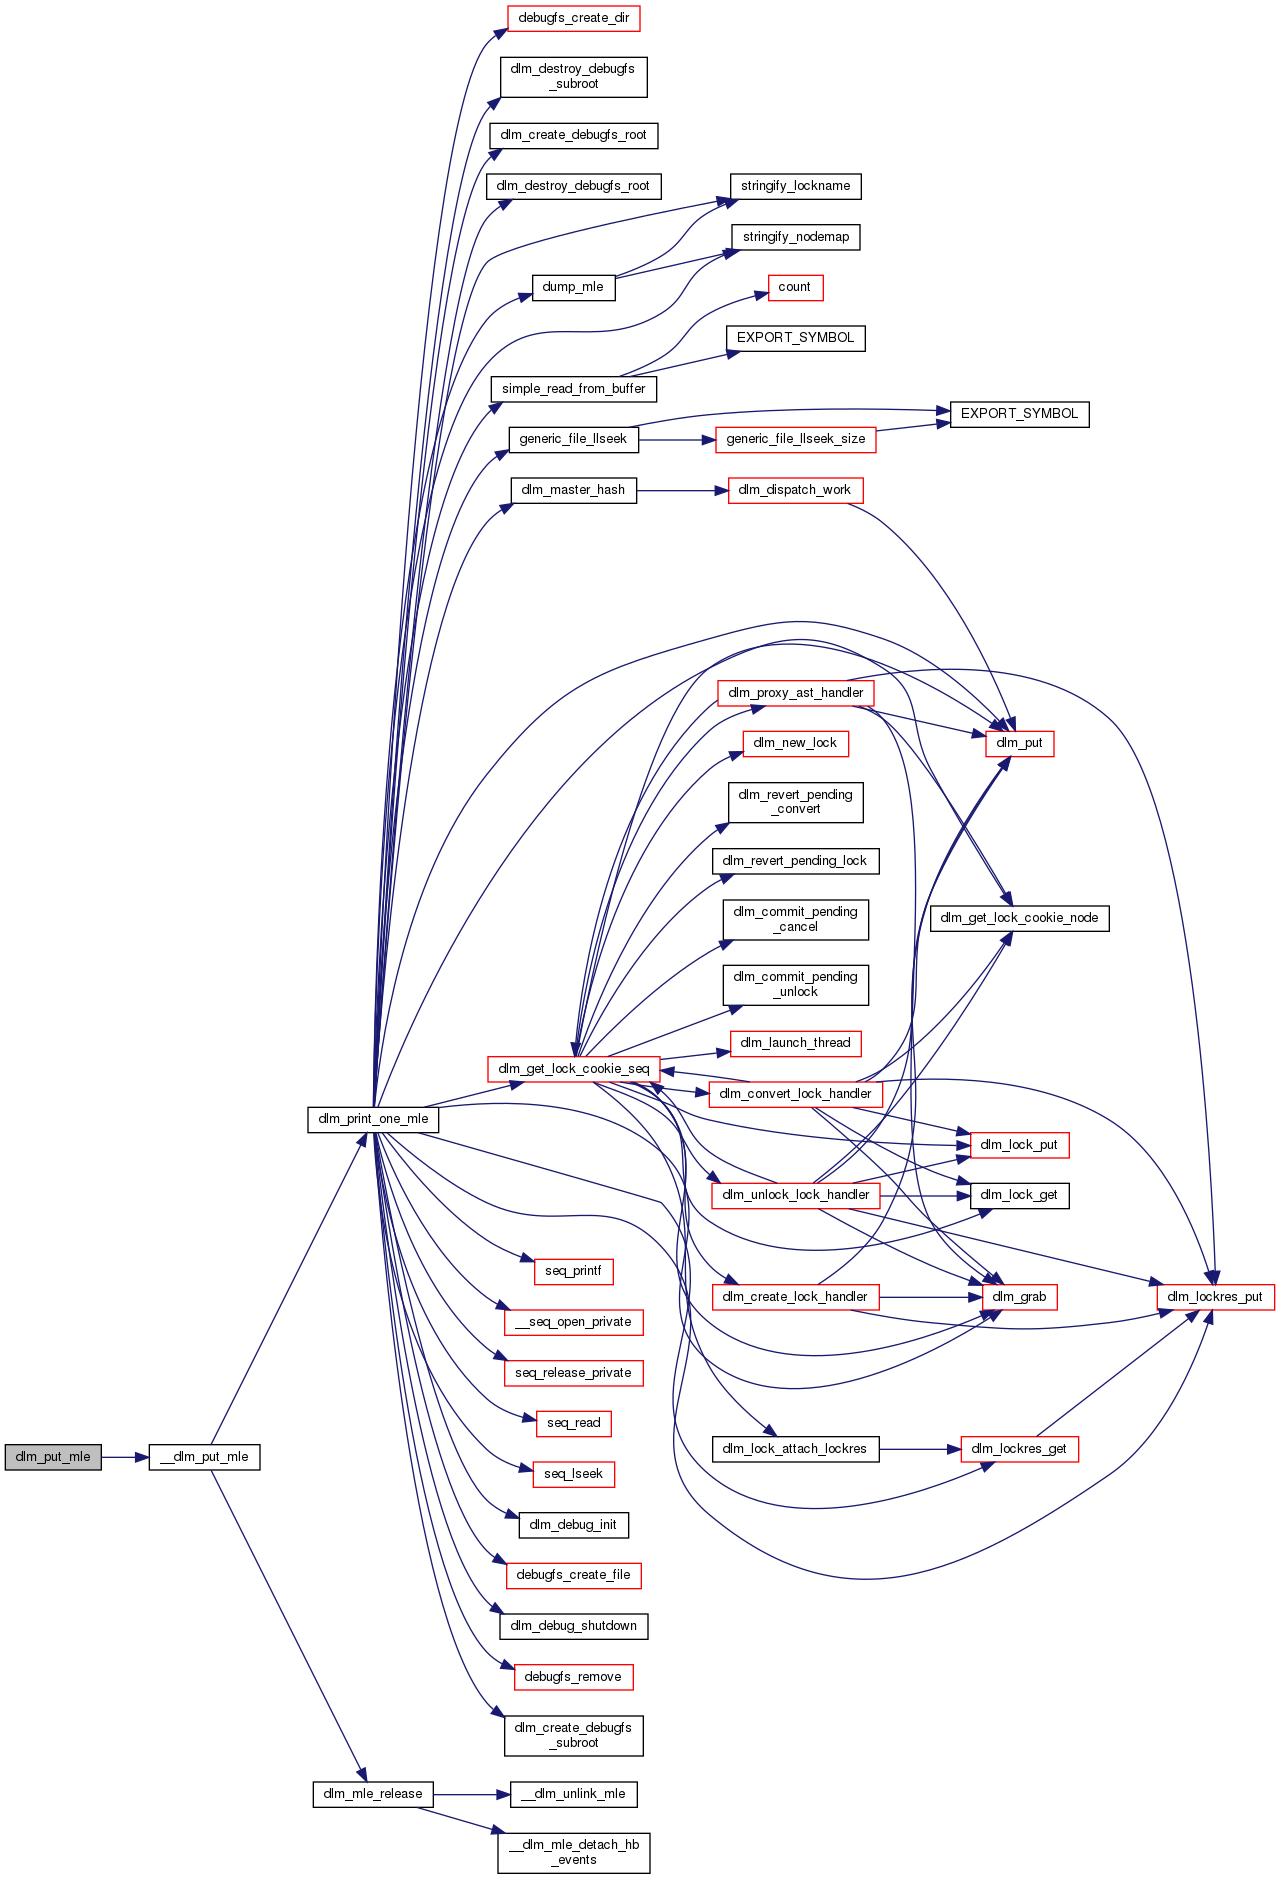 debugfs_create_dir
dlm_destroy_debugfs
_subroot
dlm_create_debugfs_root
dlm_destroy_debugfs_root
stringify_lockname
stringify_nodemap
dump_mle
count
EXPORT_SYMBOL
simple_read_from_buffer
EXPORT_SYMBOL
generic_file_llseek
generic_file_llseek_size
dlm_master_hash
dlm_dispatch_work
dlm_proxy_ast_handler
dlm_new_lock
dlm_put
dlm_revert_pending
_convert
dlm_revert_pending_lock
dlm_commit_pending
_cancel
dlm_get_lock_cookie_node
dlm_commit_pending
_unlock
dlm_launch_thread
dlm_get_lock_cookie_seq
dlm_convert_lock_handler
dlm_print_one_mle
dlm_lock_put
dlm_unlock_lock_handler
dlm_lock_get
seq_printf
dlm_create_lock_handler
dlm_grab
dlm_lockres_put
__seq_open_private
seq_release_private
seq_read
dlm_lock_attach_lockres
dlm_lockres_get
dlm_put_mle
__dlm_put_mle
seq_lseek
dlm_debug_init
debugfs_create_file
dlm_debug_shutdown
debugfs_remove
dlm_create_debugfs
_subroot
dlm_mle_release
__dlm_unlink_mle
__dlm_mle_detach_hb
_events